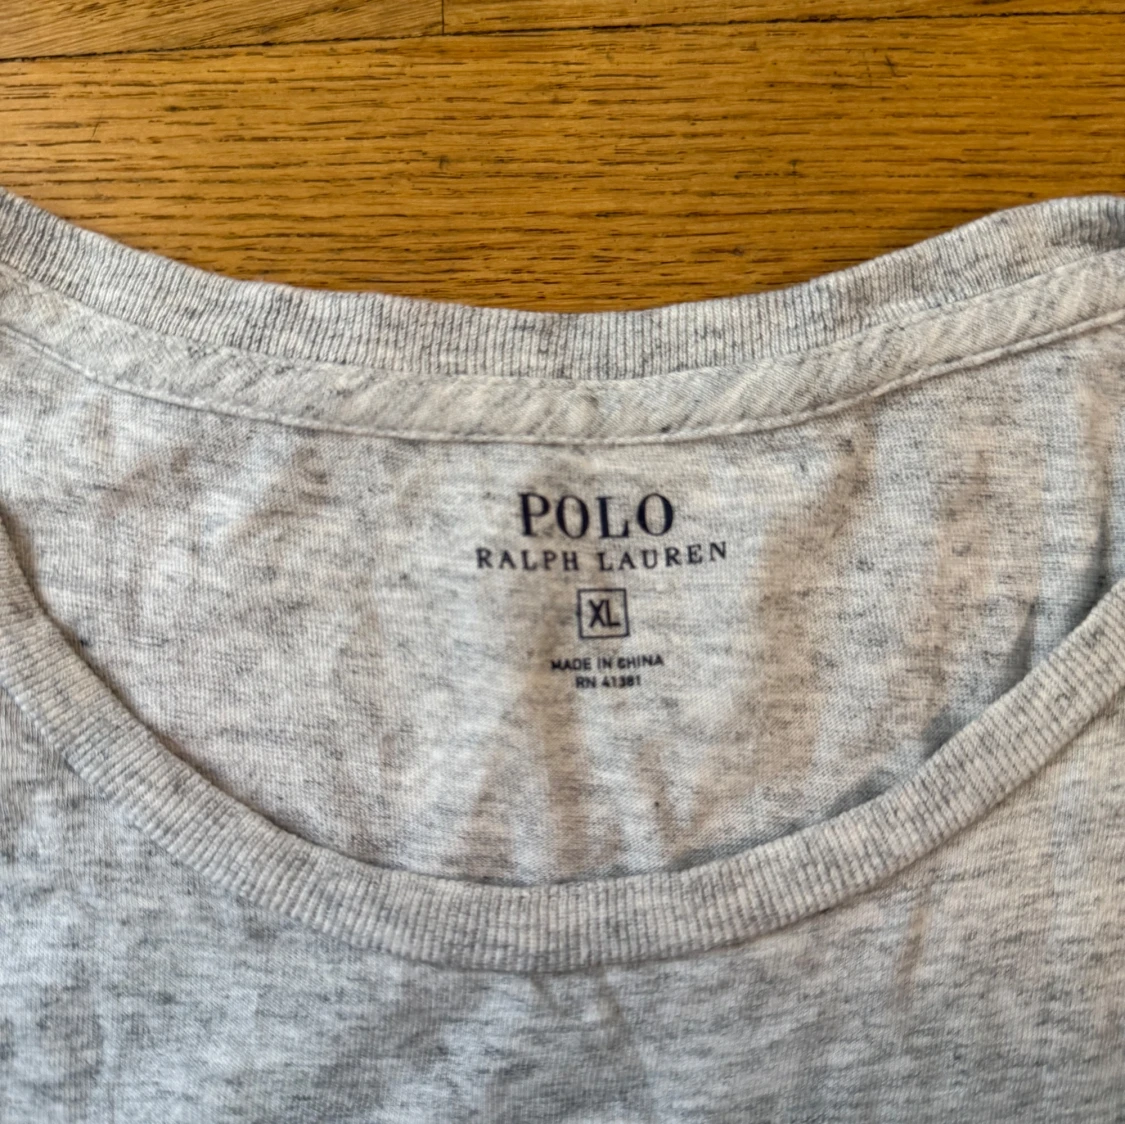 POLO
RALPH LAUREN
XL
MADE IN CHINA
RN 41381